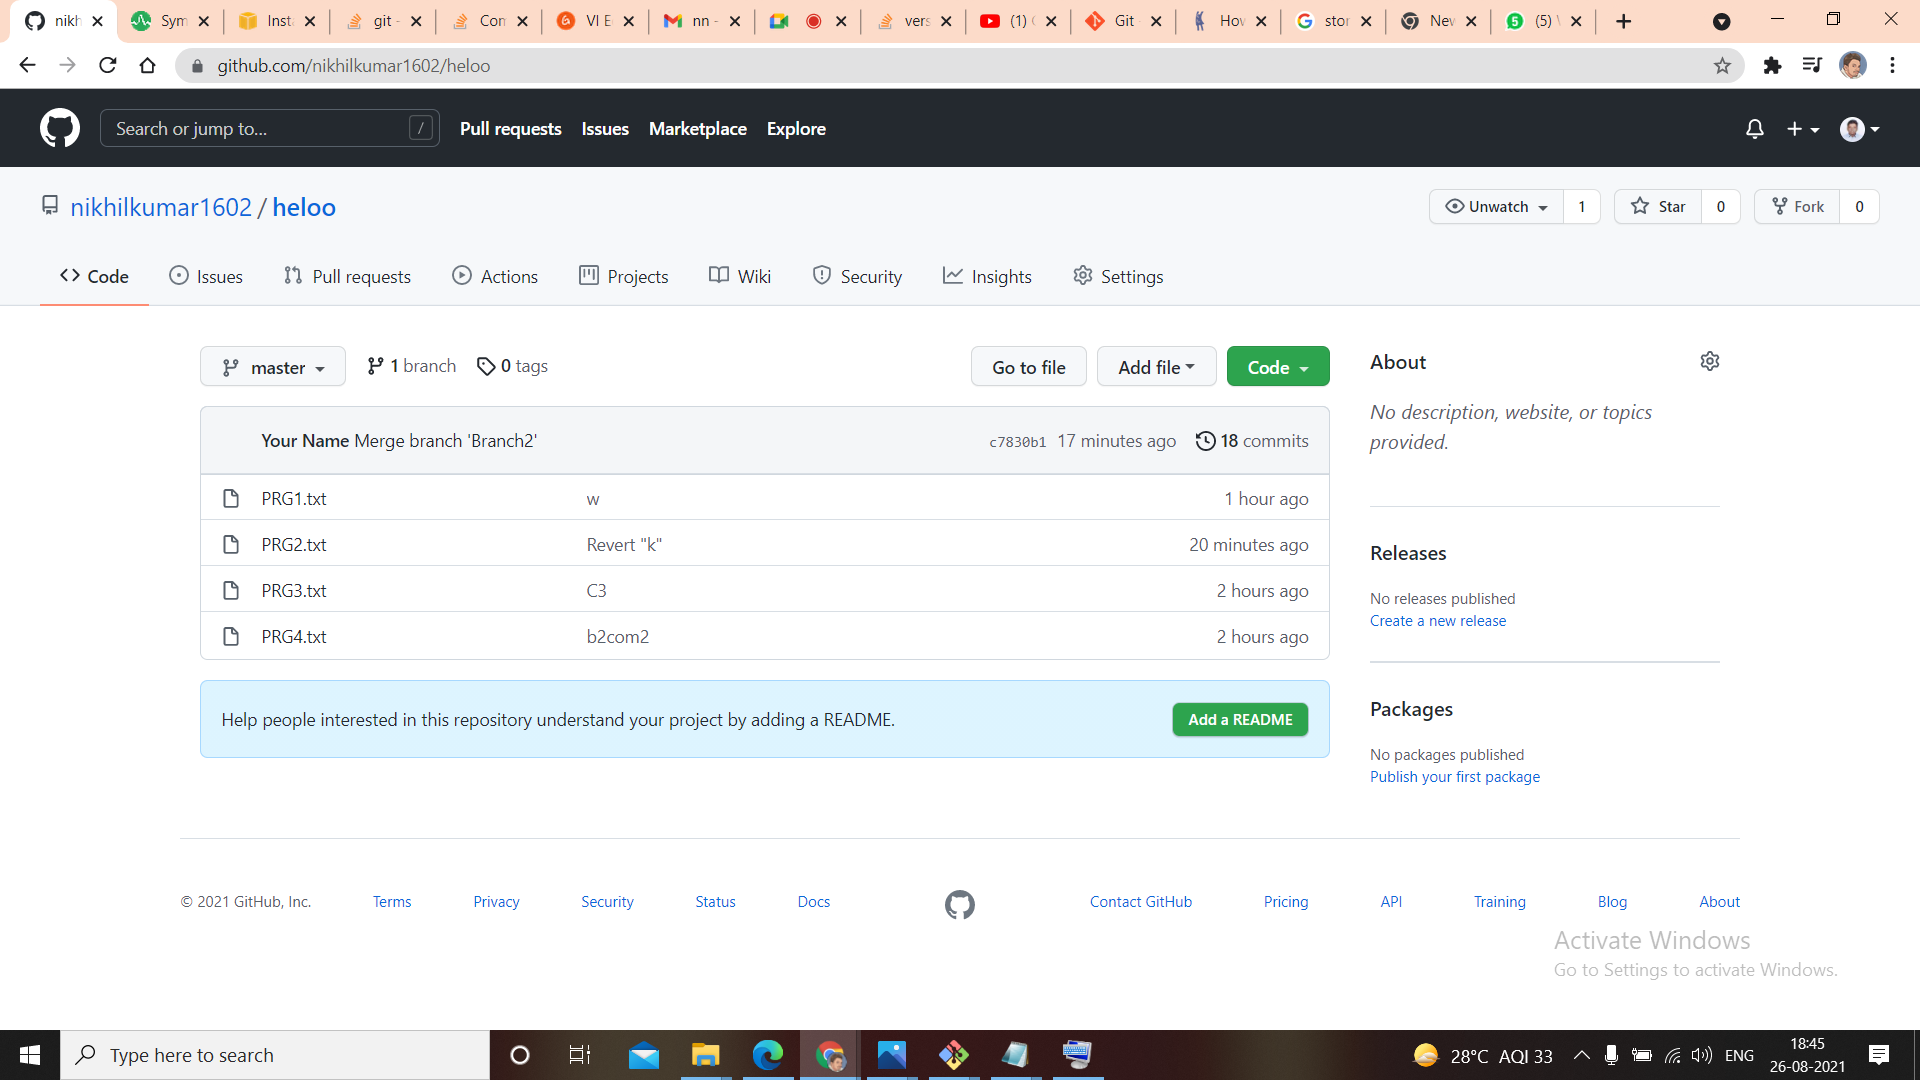 nikh
Sym
Inst
git -
Con
VI E
nn -
vers
(1)
Git -
How
stor
New
(5)
github.com/nikhilkumar1602/heloo
Search or jump to... /
Pull requests Issues Marketplace Explore
nikhilkumar1602 / heloo
Unwatch 1 Star 0 Fork 0
Code Issues Pull requests Actions Projects Wiki Security Insights Settings
master 1 branch 0 tags Go to file Add file Code
Your Name Merge branch 'Branch2' c7830b1 17 minutes ago 18 commits
PRG1.txt w 1 hour ago
PRG2.txt Revert "k" 20 minutes ago
PRG3.txt C3 2 hours ago
PRG4.txt b2com2 2 hours ago
Help people interested in this repository understand your project by adding a README. Add a README
About
No description, website, or topics
provided.
Releases
No releases published
Create a new release
Packages
No packages published
Publish your first package
© 2021 GitHub, Inc. Terms Privacy Security Status Docs Contact GitHub Pricing API Training Blog About
Activate Windows
Go to Settings to activate Windows.
Type here to search
28°C AQI 33 ENG
18:45
26-08-2021